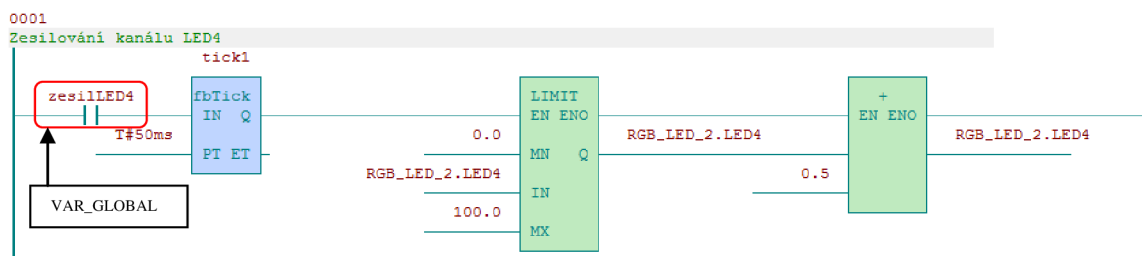 0001
Zesilování kanálu LED4
tick1
zesilLED4
fbTick
LIMIT
+
IN Q
EN ENO
EN ENO
T#50ms
0.0
RGB_LED_2.LED4
RGB_LED_2.LED4
PT ET
MN Q
RGB_LED_2.LED4
0.5
IN
VAR_GLOBAL
100.0
MX